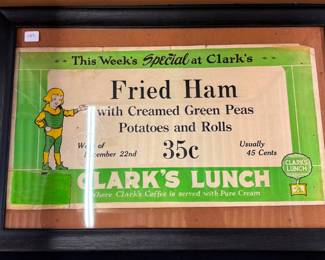 This Week's Special at Clark's
Fried Ham
with Creamed Green Peas
Potatoes and Rolls
Week of
December 22nd
35c
Usually
45 Cents
CLARK'S LUNCH
Where Clark's Coffee is served with Pure Cream
CLARK'S
LUNCH